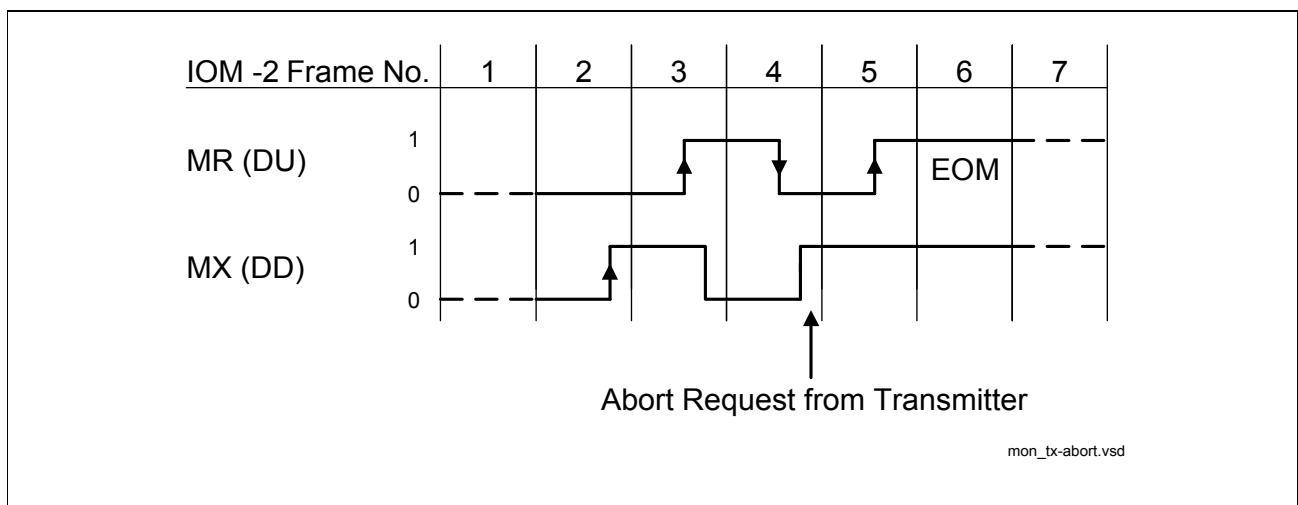 IOM -2 Frame No. 1 2 3 4 5 6 7
1
MR (DU)
0
EOM
1
MX (DD)
0
Abort Request from Transmitter
mon_tx-abort.vsd